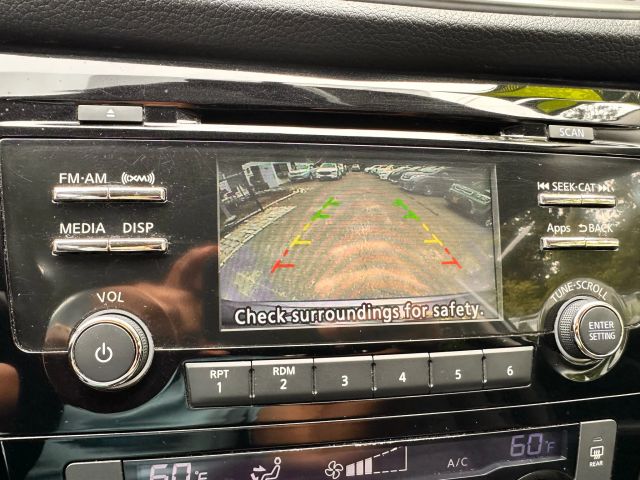 SCAN
FM·AM ((XM))
SEEK·CAT
MEDIA DISP
Apps BACK
VOL
TUNE·SCROLL
Check surroundings for safety.
ENTER
SETTING
RPT RDM
1 2 3 4 5 6
60°F A/C 60°F
REAR